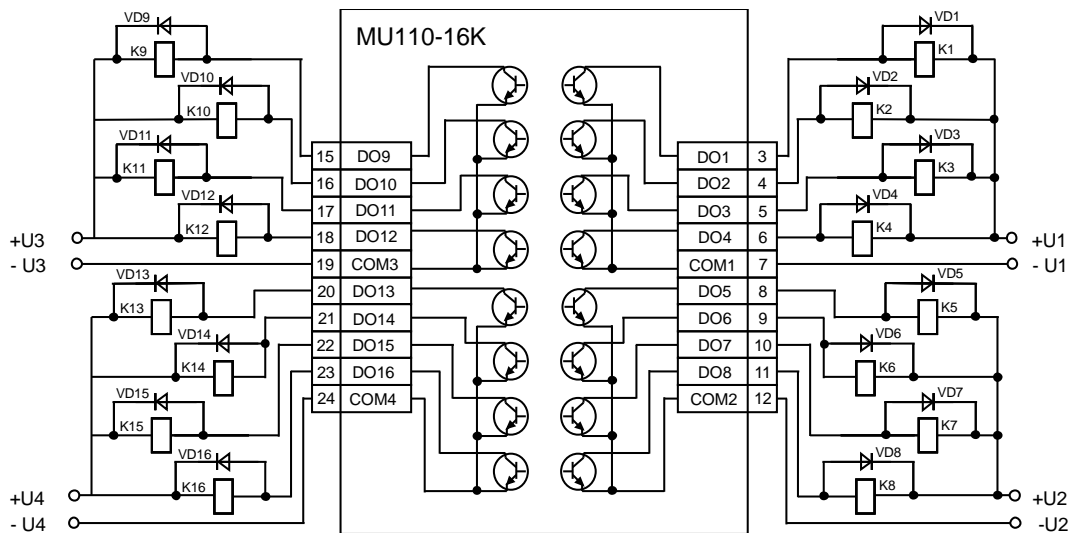 MU110-16K
VD9
K9
VD10
K10
VD11
K11
VD12
K12
+U3
- U3
VD13
K13
VD14
K14
VD15
K15
VD16
K16
+U4
- U4
15 DO9
16 DO10
17 DO11
18 DO12
19 COM3
20 DO13
21 DO14
22 DO15
23 DO16
24 COM4
DO1 3
DO2 4
DO3 5
DO4 6
COM1 7
DO5 8
DO6 9
DO7 10
DO8 11
COM2 12
VD1
K1
VD2
K2
VD3
K3
VD4
K4
+U1
- U1
VD5
K5
VD6
K6
VD7
K7
VD8
K8
+U2
-U2